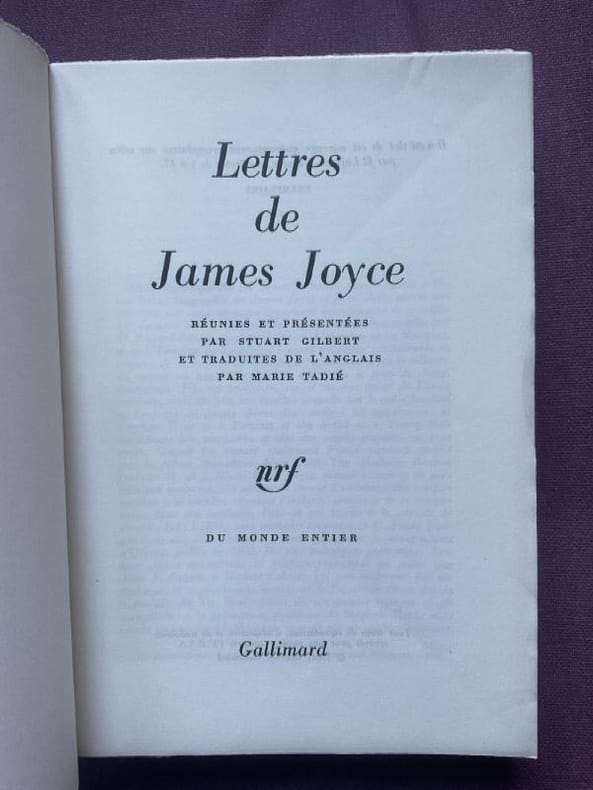 Lettres
de
James Joyce
RÉUNIES ET PRÉSENTÉES
PAR STUART GILBERT
ET TRADUITES DE L'ANGLAIS
PAR MARIE TADIÉ
nrf
DU MONDE ENTIER
Gallimard